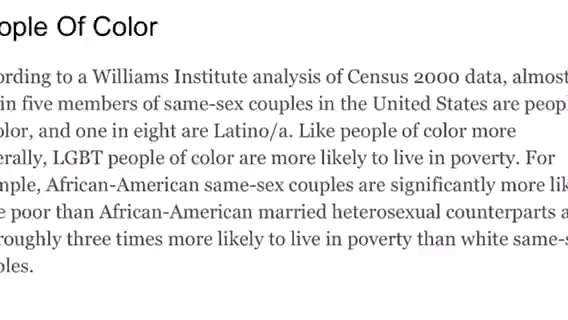 ople Of Color
ording to a Williams Institute analysis of Census 2000 data, almost
in five members of same-sex couples in the United States are peopl
olor, and one in eight are Latino/a. Like people of color more
erally, LGBT people of color are more likely to live in poverty. For
mple, African-American same-sex couples are significantly more lik
e poor than African-American married heterosexual counterparts a
roughly three times more likely to live in poverty than white same-s
ples.